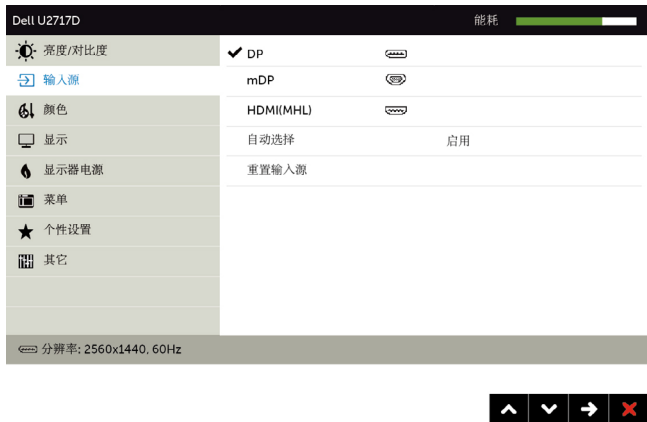 Dell U2717D
能耗
亮度/对比度
输入源
颜色
显示
显示器电源
菜单
个性设置
其它
DP
mDP
HDMI(MHL)
自动选择 启用
重置输入源
分辨率: 2560x1440, 60Hz